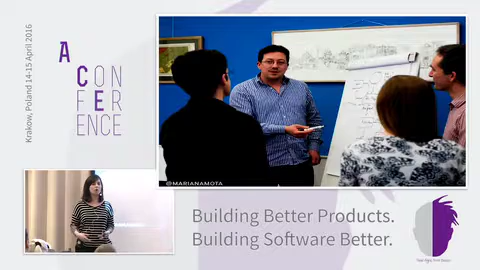 Krakow, Poland 14-15 April 2016
A
CON
FER
ENCE
@MARIANAMOTA
Building Better Products.
Building Software Better.